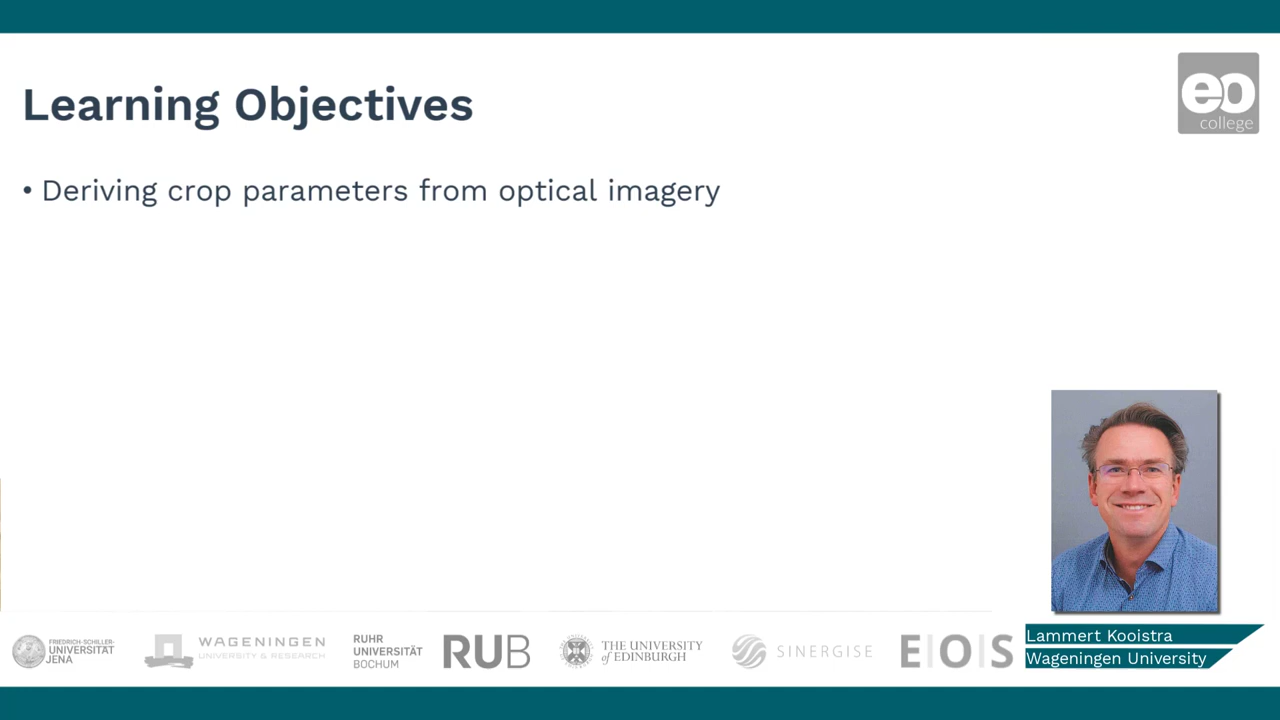 Learning Objectives
eo
college
• Deriving crop parameters from optical imagery
Lammert Kooistra
Wageningen University
FRIEDRICH-SCHILLER-
UNIVERSITÄT
JENA
WAGENINGEN
UNIVERSITY & RESEARCH
RUHR
UNIVERSITÄT
BOCHUM
RUB
THE UNIVERSITY
of EDINBURGH
SINERGISE
E|O|S